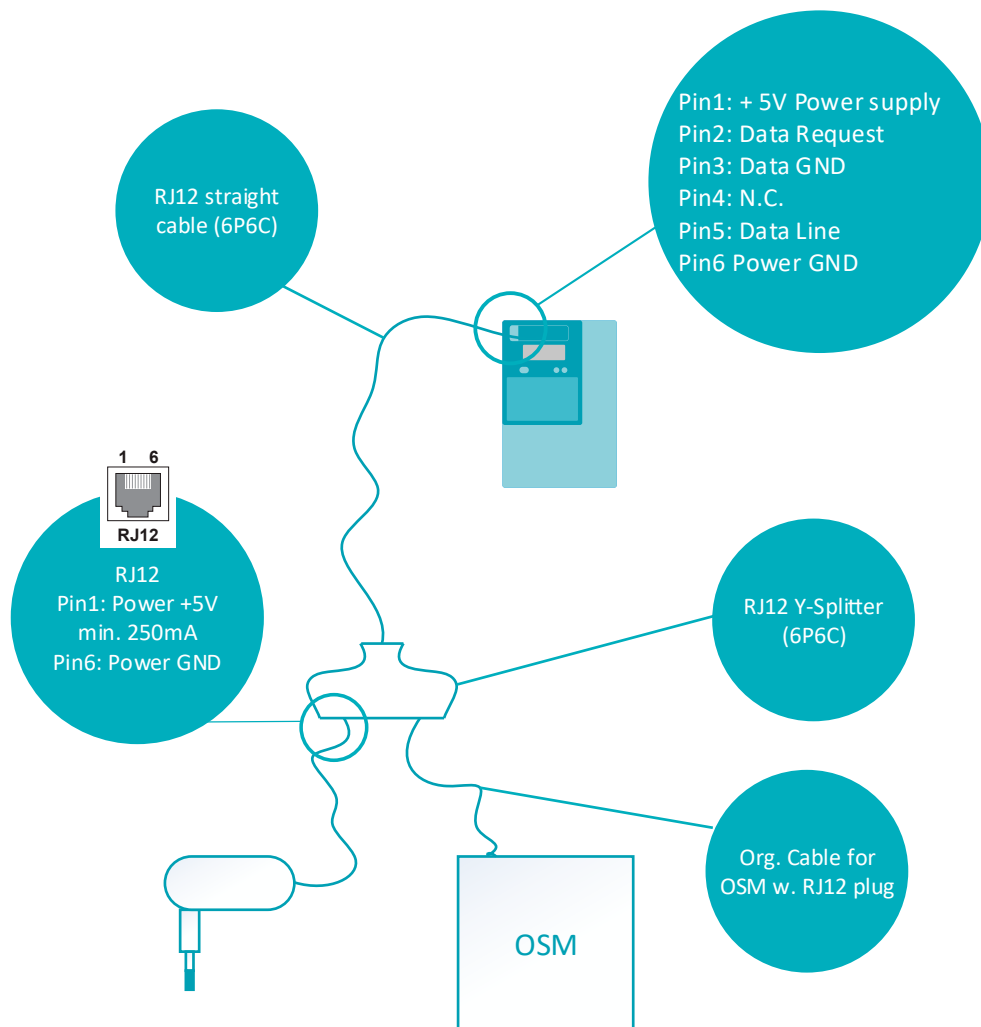 Pin1: + 5V Power supply
Pin2: Data Request
Pin3: Data GND
Pin4: N.C.
Pin5: Data Line
Pin6 Power GND
RJ12 straight
cable (6P6C)
1 6
RJ12
RJ12
Pin1: Power +5V
min. 250mA
Pin6: Power GND
RJ12 Y-Splitter
(6P6C)
Org. Cable for
OSM w. RJ12 plug
OSM